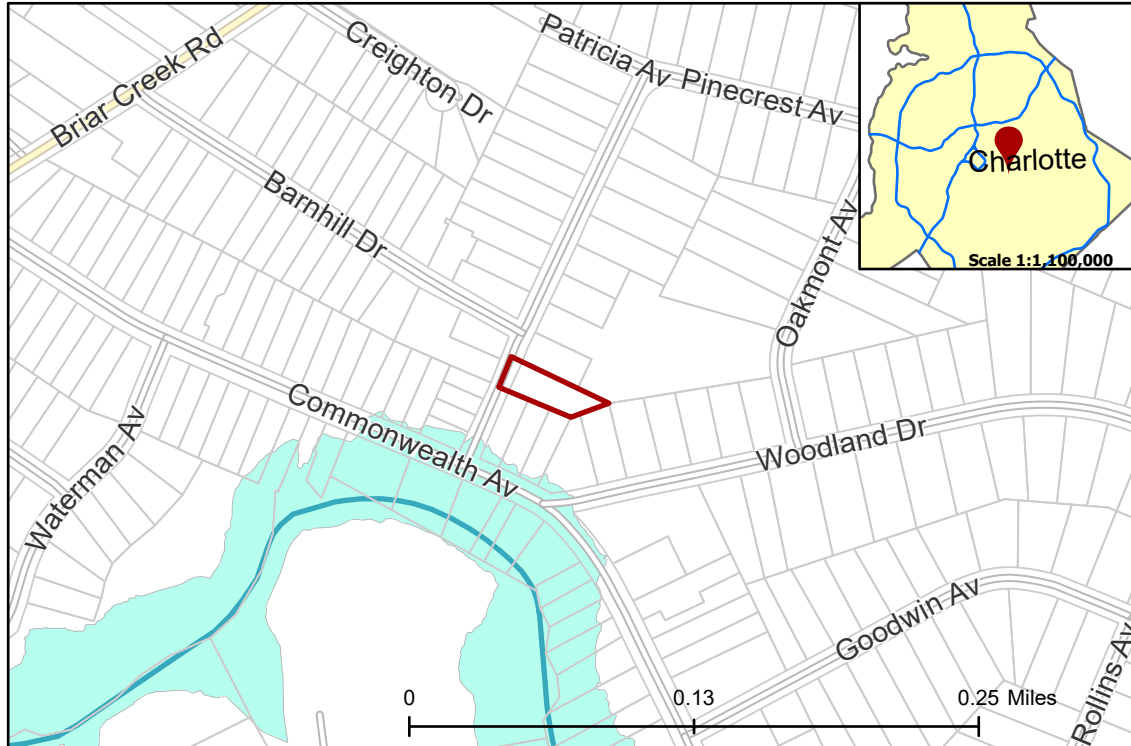 Briar Creek Rd
Creighton Dr
Patricia Av
Pinecrest Av
Charlotte
Scale 1:1,100,000
Barnhill Dr
Oakmont Av
Commonwealth Av
Waterman Av
Woodland Dr
Goodwin Av
Rollins Av
0
0.13
0.25 Miles